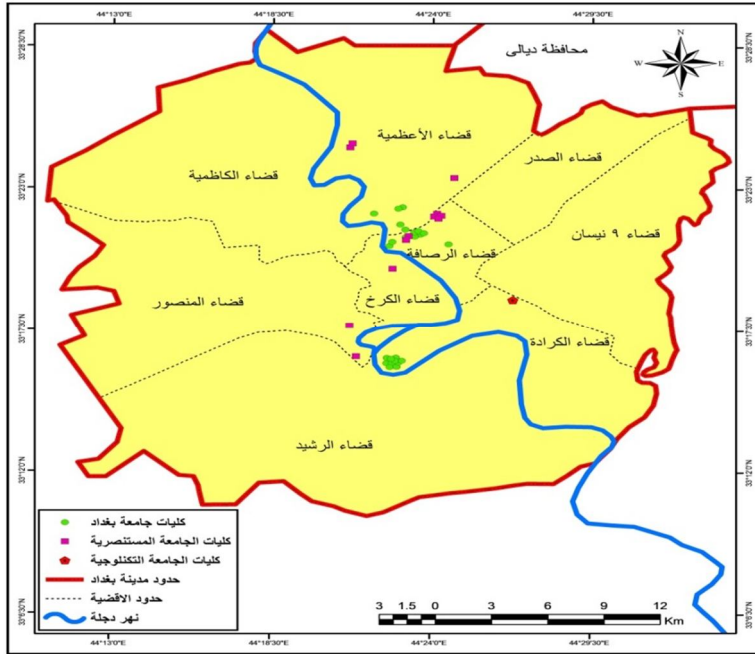 44°13'0"E 44°18'30"E 44°24'0"E 44°29'30"E
33°28'30"N 33°28'30"N
محافظة ديالى
N
W E
S
قضاء الأعظمية
قضاء الصدر
قضاء الكاظمية
33°23'0"N 33°23'0"N
قضاء ٩ نيسان
قضاء الرصافة
قضاء المنصور
قضاء الكرخ
33°17'30"N 33°17'30"N
قضاء الكرادة
قضاء الرشيد
33°12'0"N 33°12'0"N
كليات جامعة بغداد
كليات الجامعة المستنصرية
كليات الجامعة التكنلوجية
حدود مدينة بغداد
حدود الاقضية
نهر دجلة
3 1.5 0 3 6 9 12
Km
33°6'30"N 33°6'30"N
44°13'0"E 44°18'30"E 44°24'0"E 44°29'30"E